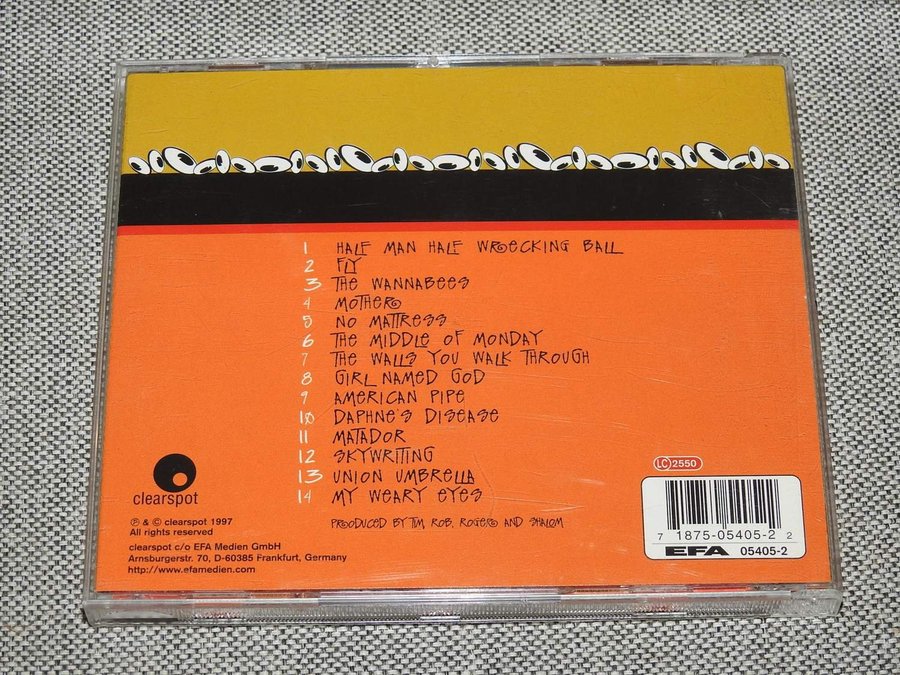 1 HALF MAN HALF WRECKING BALL
2 FLY
3 THE WANNABEES
4 MOTHER
5 NO MATTRESS
6 THE MIDDLE OF MONDAY
7 THE WALLS YOU WALK THROUGH
8 GIRL NAMED GOD
9 AMERICAN PIPE
10 DAPHNE'S DISEASE
11 MATADOR
12 SKYWRITING
13 UNION UMBRELLA
14 MY WEARY EYES
PRODUCED BY TIM, ROB, ROGER AND SHALOM
clearspot
℗ & © clearspot 1997
All rights reserved
clearspot c/o EFA Medien GmbH
Arnsburgerstr. 70, D-60385 Frankfurt, Germany
http://www.efamedien.com
LC 2550
7 1875-05405-2 2
EFA 05405-2